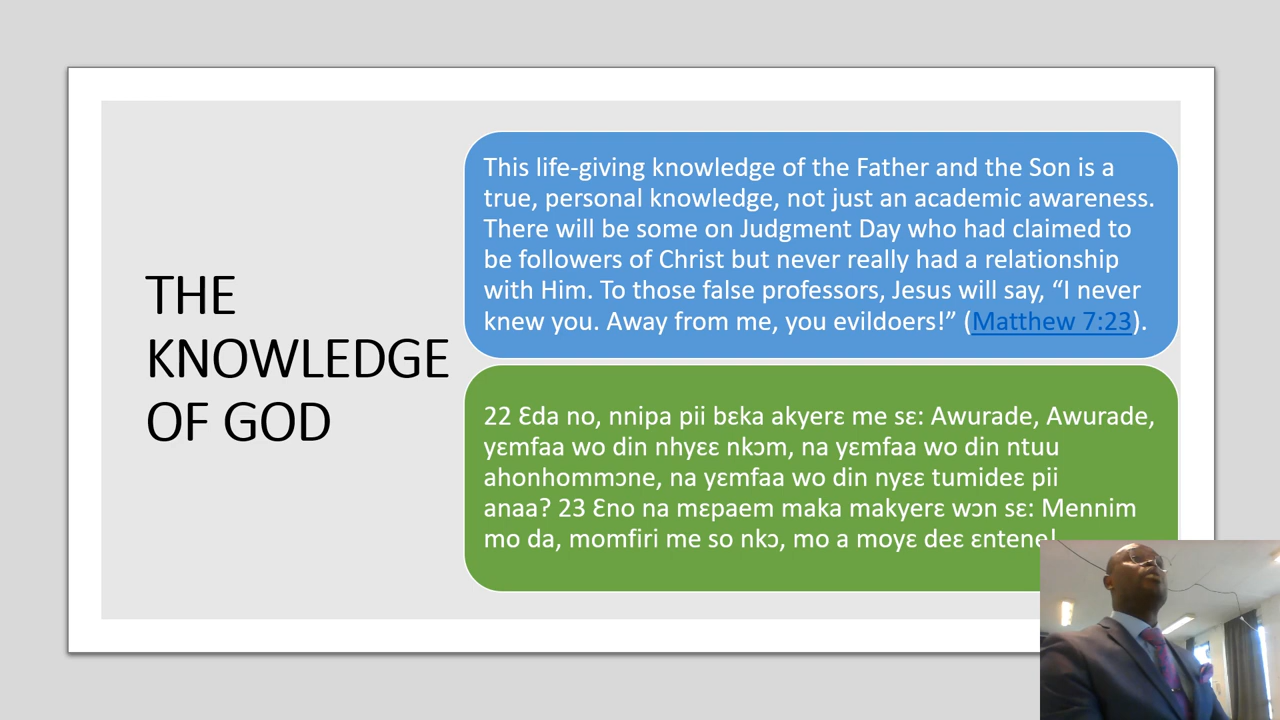 THE
KNOWLEDGE
OF GOD
This life-giving knowledge of the Father and the Son is a
true, personal knowledge, not just an academic awareness.
There will be some on Judgment Day who had claimed to
be followers of Christ but never really had a relationship
with Him. To those false professors, Jesus will say, “I never
knew you. Away from me, you evildoers!” (Matthew 7:23).
22 Ɛda no, nnipa pii bɛka akyerɛ me sɛ: Awurade, Awurade,
yɛmfaa wo din nhyɛɛ nkɔm, na yɛmfaa wo din ntuu
ahonhommɔne, na yɛmfaa wo din nyɛɛ tumideɛ pii
anaa? 23 Ɛno na mɛpaem maka makyerɛ wɔn sɛ: Mennim
mo da, momfiri me so nkɔ, mo a moyɛ deɛ ɛntene!